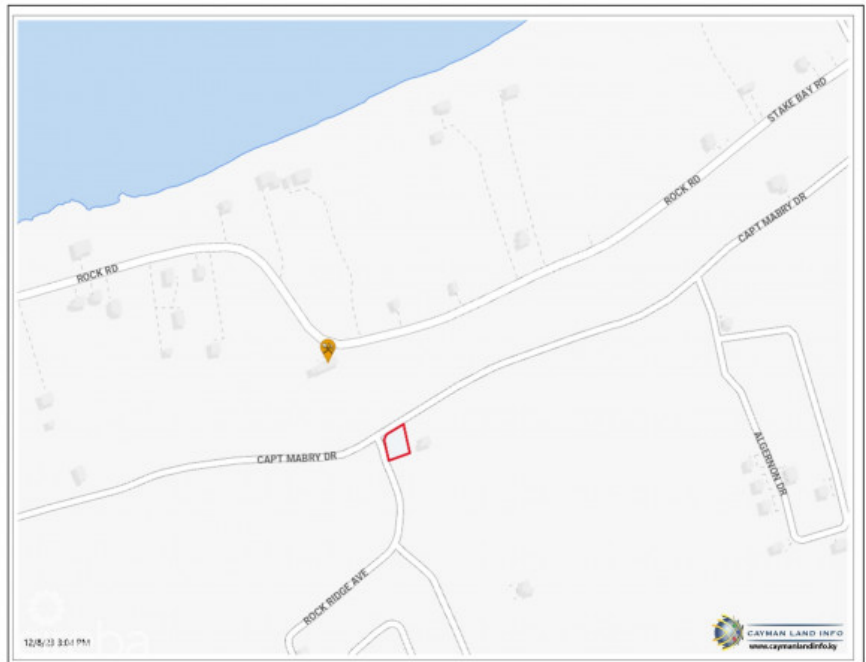 STAKE BAY RD
ROCK RD
CAPT MABRY DR
ROCK RD
CAPT MABRY DR
ALGERNON DR
ROCK RIDGE AVE
12/8/23 3:04 PM
CAYMAN LAND INFO
www.caymanlandinfo.ky